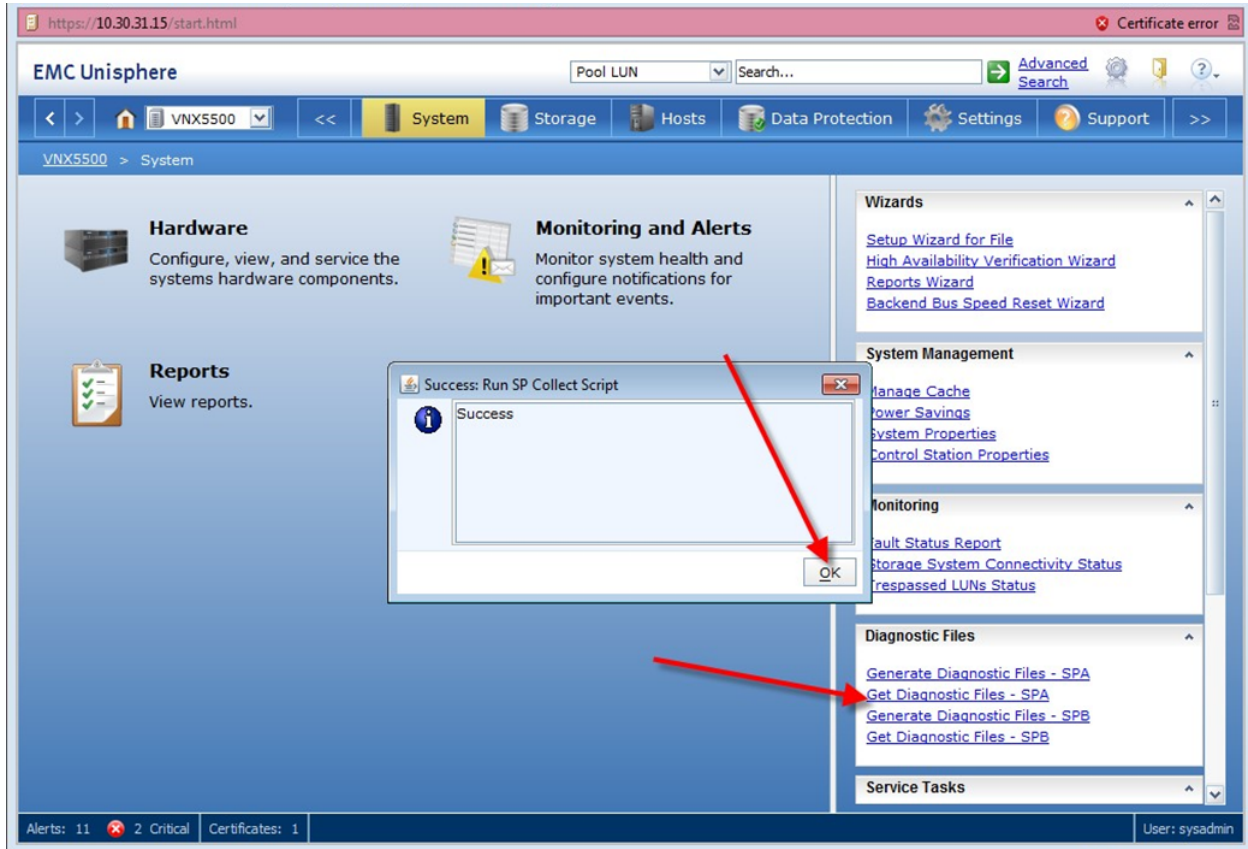 https://10.30.31.15/start.html Certificate error
EMC Unisphere Pool LUN Search... Advanced Search
VNX5500 << System Storage Hosts Data Protection Settings Support >>
VNX5500 > System
Hardware
Configure, view, and service the
systems hardware components.
Monitoring and Alerts
Monitor system health and
configure notifications for
important events.
Reports
View reports.
Success: Run SP Collect Script
Success
OK
Wizards
Setup Wizard for File
High Availability Verification Wizard
Reports Wizard
Backend Bus Speed Reset Wizard
System Management
Manage Cache
Power Savings
System Properties
Control Station Properties
Monitoring
Fault Status Report
Storage System Connectivity Status
Trespassed LUNs Status
Diagnostic Files
Generate Diagnostic Files - SPA
Get Diagnostic Files - SPA
Generate Diagnostic Files - SPB
Get Diagnostic Files - SPB
Service Tasks
Alerts: 11 2 Critical Certificates: 1 User: sysadmin